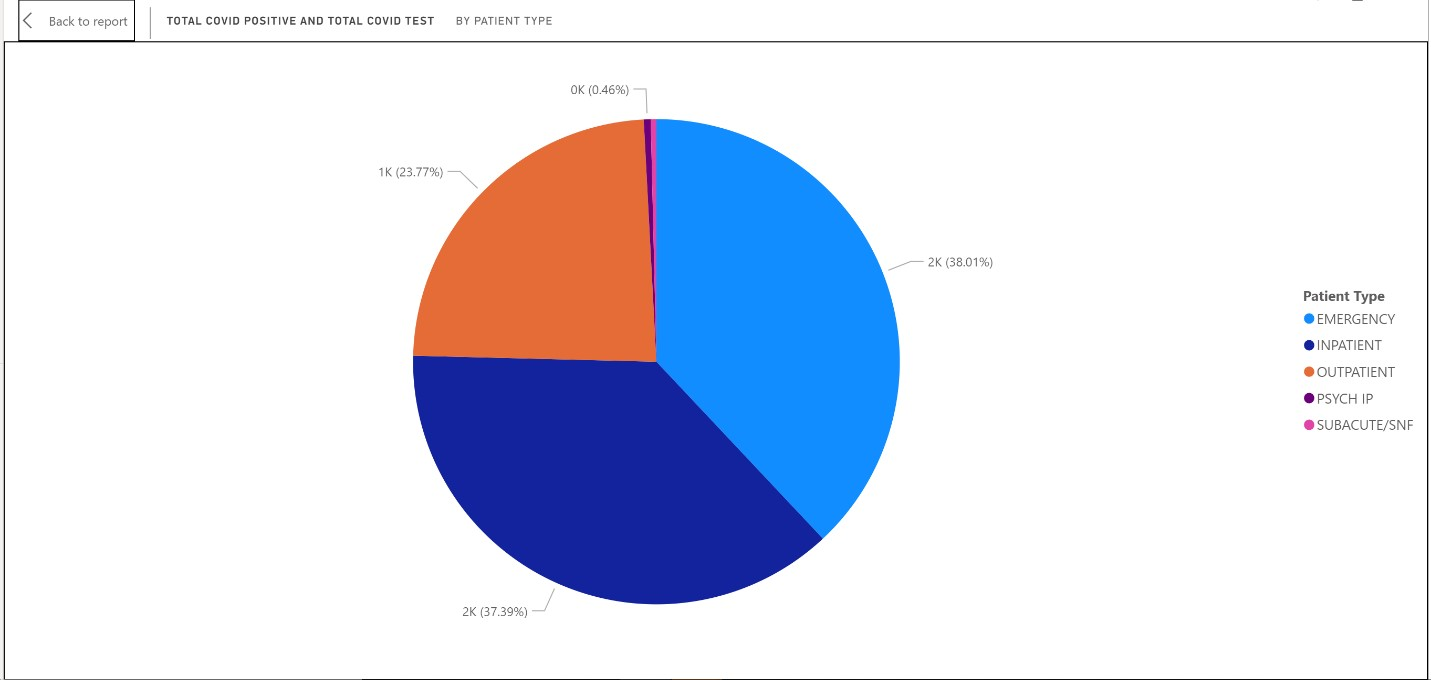 Back to report
TOTAL COVID POSITIVE AND TOTAL COVID TEST BY PATIENT TYPE
0K (0.46%)
1K (23.77%)
2K (38.01%)
2K (37.39%)
Patient Type
EMERGENCY
INPATIENT
OUTPATIENT
PSYCH IP
SUBACUTE/SNF